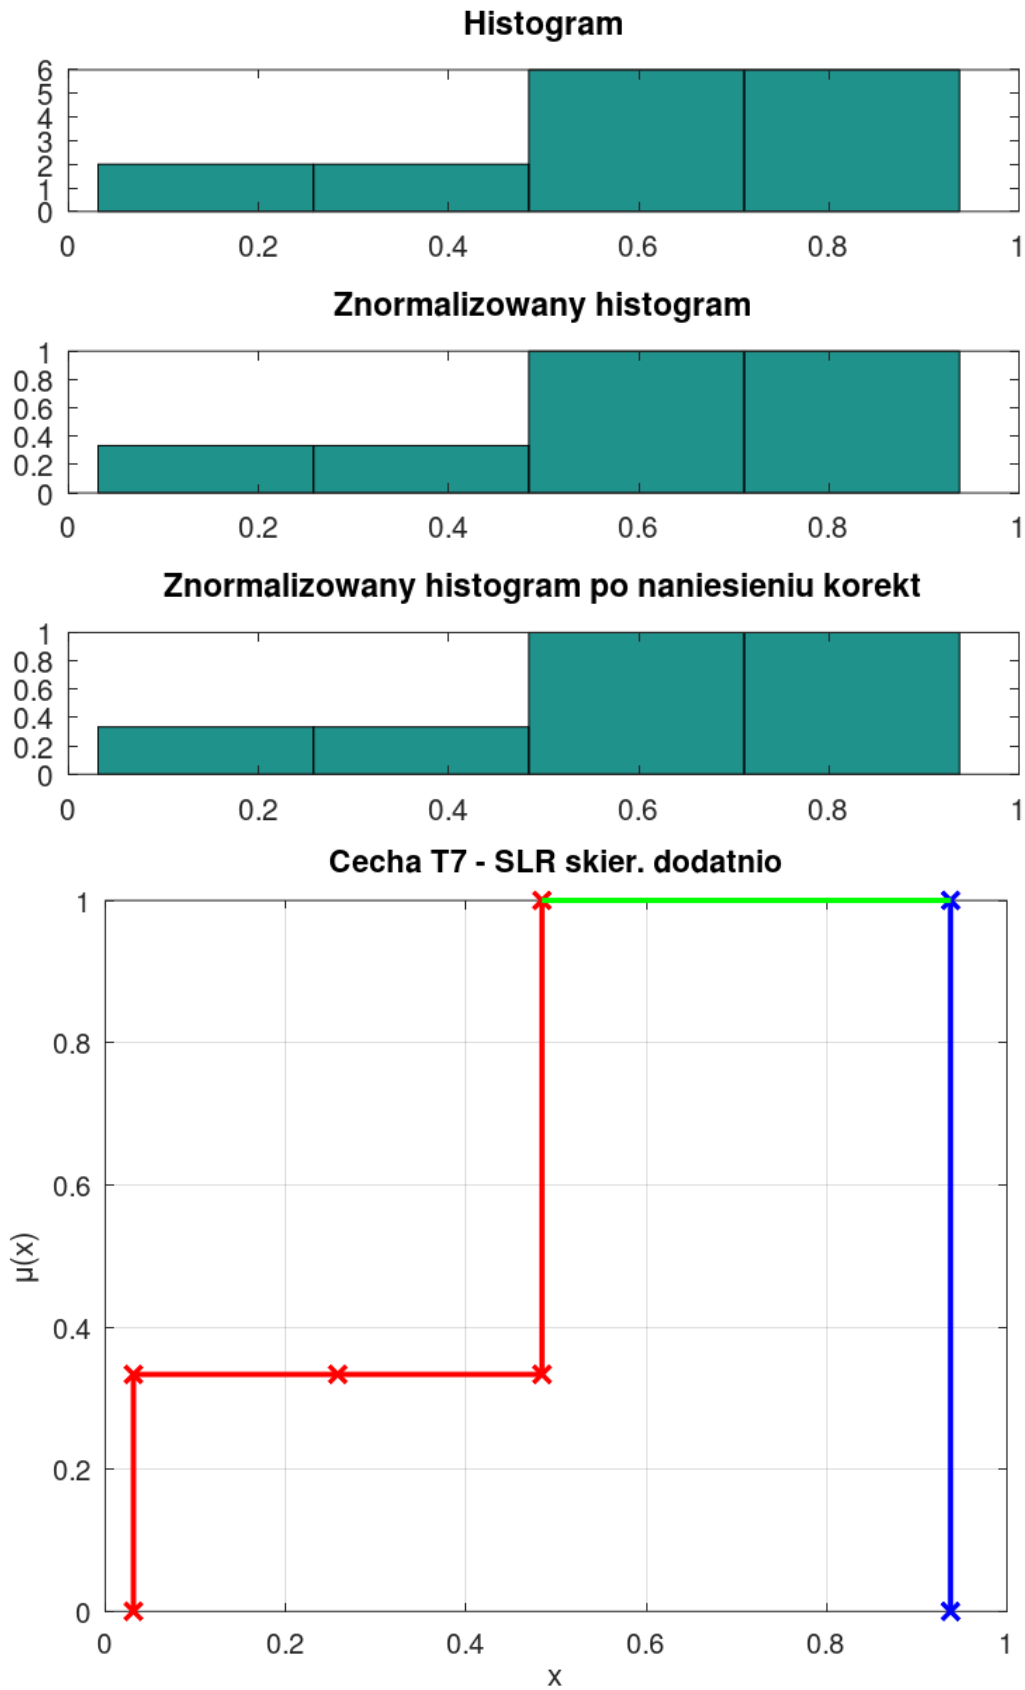 Histogram
6
5
4
3
2
1
0
0 0.2 0.4 0.6 0.8 1
Znormalizowany histogram
1
0.8
0.6
0.4
0.2
0
0 0.2 0.4 0.6 0.8 1
Znormalizowany histogram po naniesieniu korekt
1
0.8
0.6
0.4
0.2
0
0 0.2 0.4 0.6 0.8 1
Cecha T7 - SLR skier. dodatnio
1
0.8
0.6
μ(x)
0.4
0.2
0
0 0.2 0.4 0.6 0.8 1
x